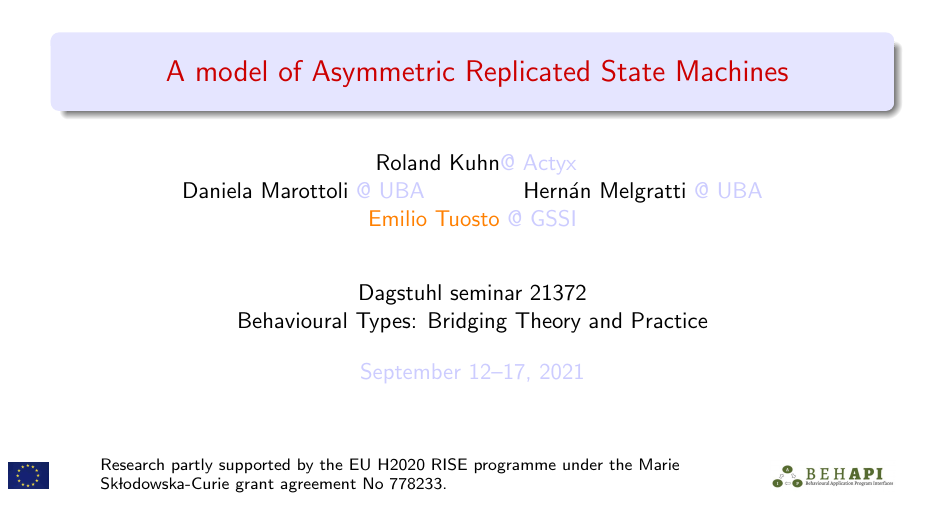 A model of Asymmetric Replicated State Machines
Roland Kuhn@ Actyx
Daniela Marottoli @ UBA Hernán Melgratti @ UBA
Emilio Tuosto @ GSSI
Dagstuhl seminar 21372
Behavioural Types: Bridging Theory and Practice
September 12–17, 2021
Research partly supported by the EU H2020 RISE programme under the Marie
Skłodowska-Curie grant agreement No 778233.
BEHAPI
Behavioural Application Program Interfaces